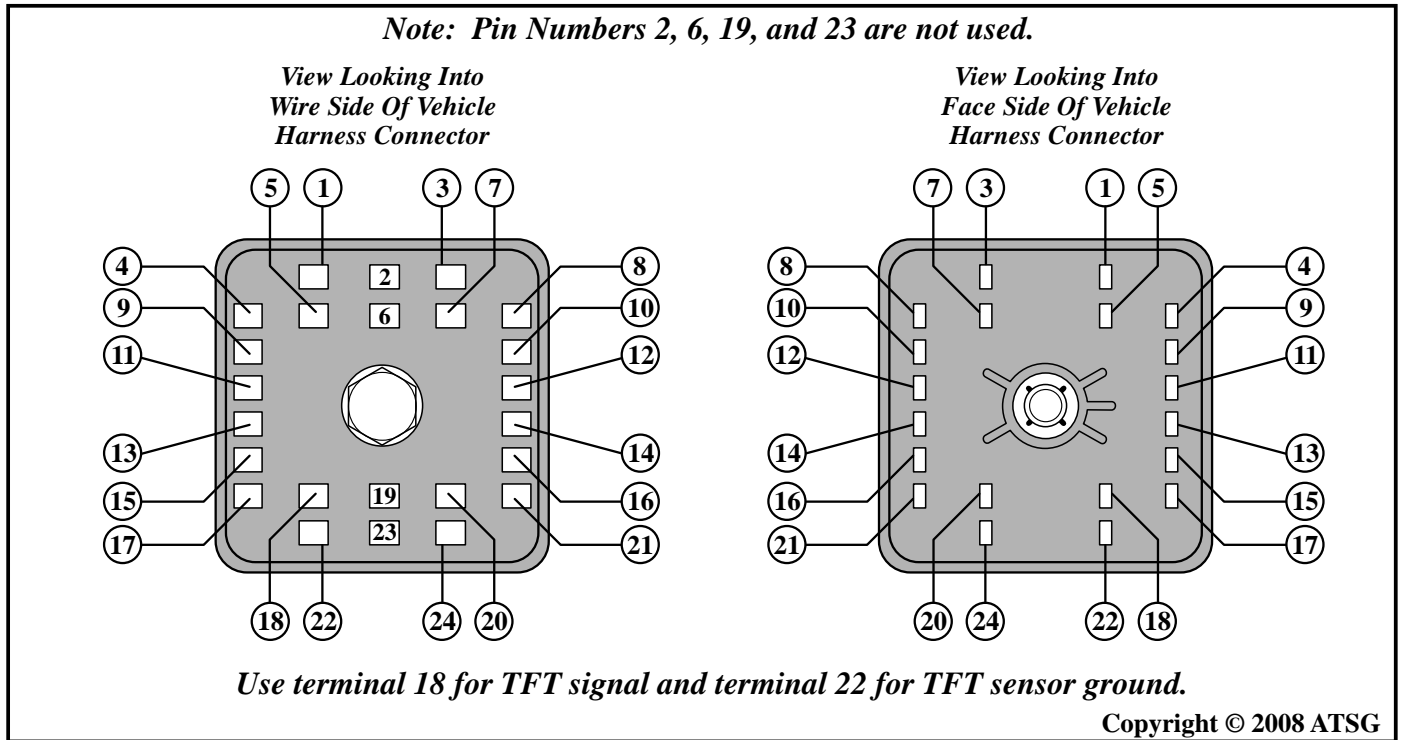 Note: Pin Numbers 2, 6, 19, and 23 are not used.
View Looking Into
Wire Side Of Vehicle
Harness Connector
View Looking Into
Face Side Of Vehicle
Harness Connector
5 1 3 7
7 3 1 5
4 2 8
8 4
9 6 10
10 9
11 12
12 11
13 14
14 13
15 19 16
16 15
17 23 21
21 17
18 22 24 20
20 24 22 18
Use terminal 18 for TFT signal and terminal 22 for TFT sensor ground.
Copyright © 2008 ATSG